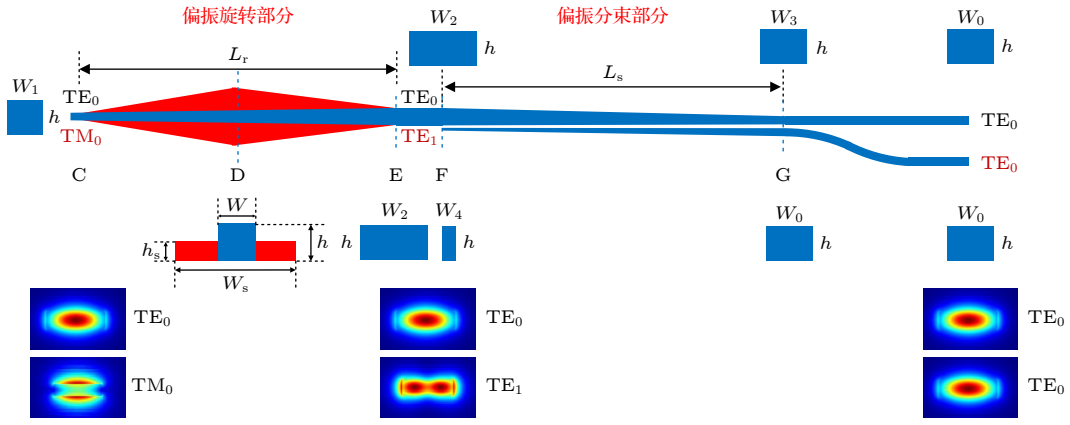 偏振旋转部分
偏振分束部分
W₂
W₃
W₀
h
h
h
Lᵣ
Lₛ
W₁
h
TE₀
TM₀
TE₀
TE₁
TE₀
TE₀
C
D
E
F
G
W
hₛ
h
Wₛ
W₂
W₄
h
h
W₀
h
W₀
h
TE₀
TE₀
TE₀
TM₀
TE₁
TE₀